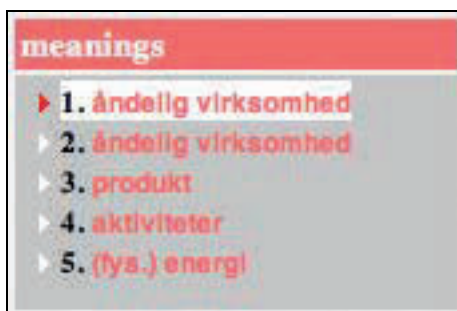 meanings
1. åndelig virksomhed
2. åndelig virksomhed
3. produkt
4. aktiviteter
5. (fys.) energi